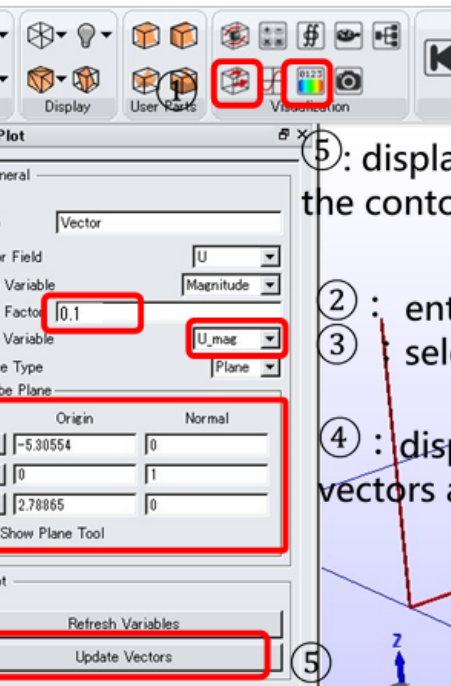 Display
User Parts
①
Visualization
Plot
⑤: displa
the conto
Vector
Field
U
Variable
Magnitude
Factor
0.1
② : ent
Variable
U_mag
③ : sele
Type
Plane
Plane
Origin
Normal
-5.30554
0
④ : disp
0
1
vectors a
2.78865
0
Show Plane Tool
Refresh Variables
Update Vectors
⑤
Z
0123